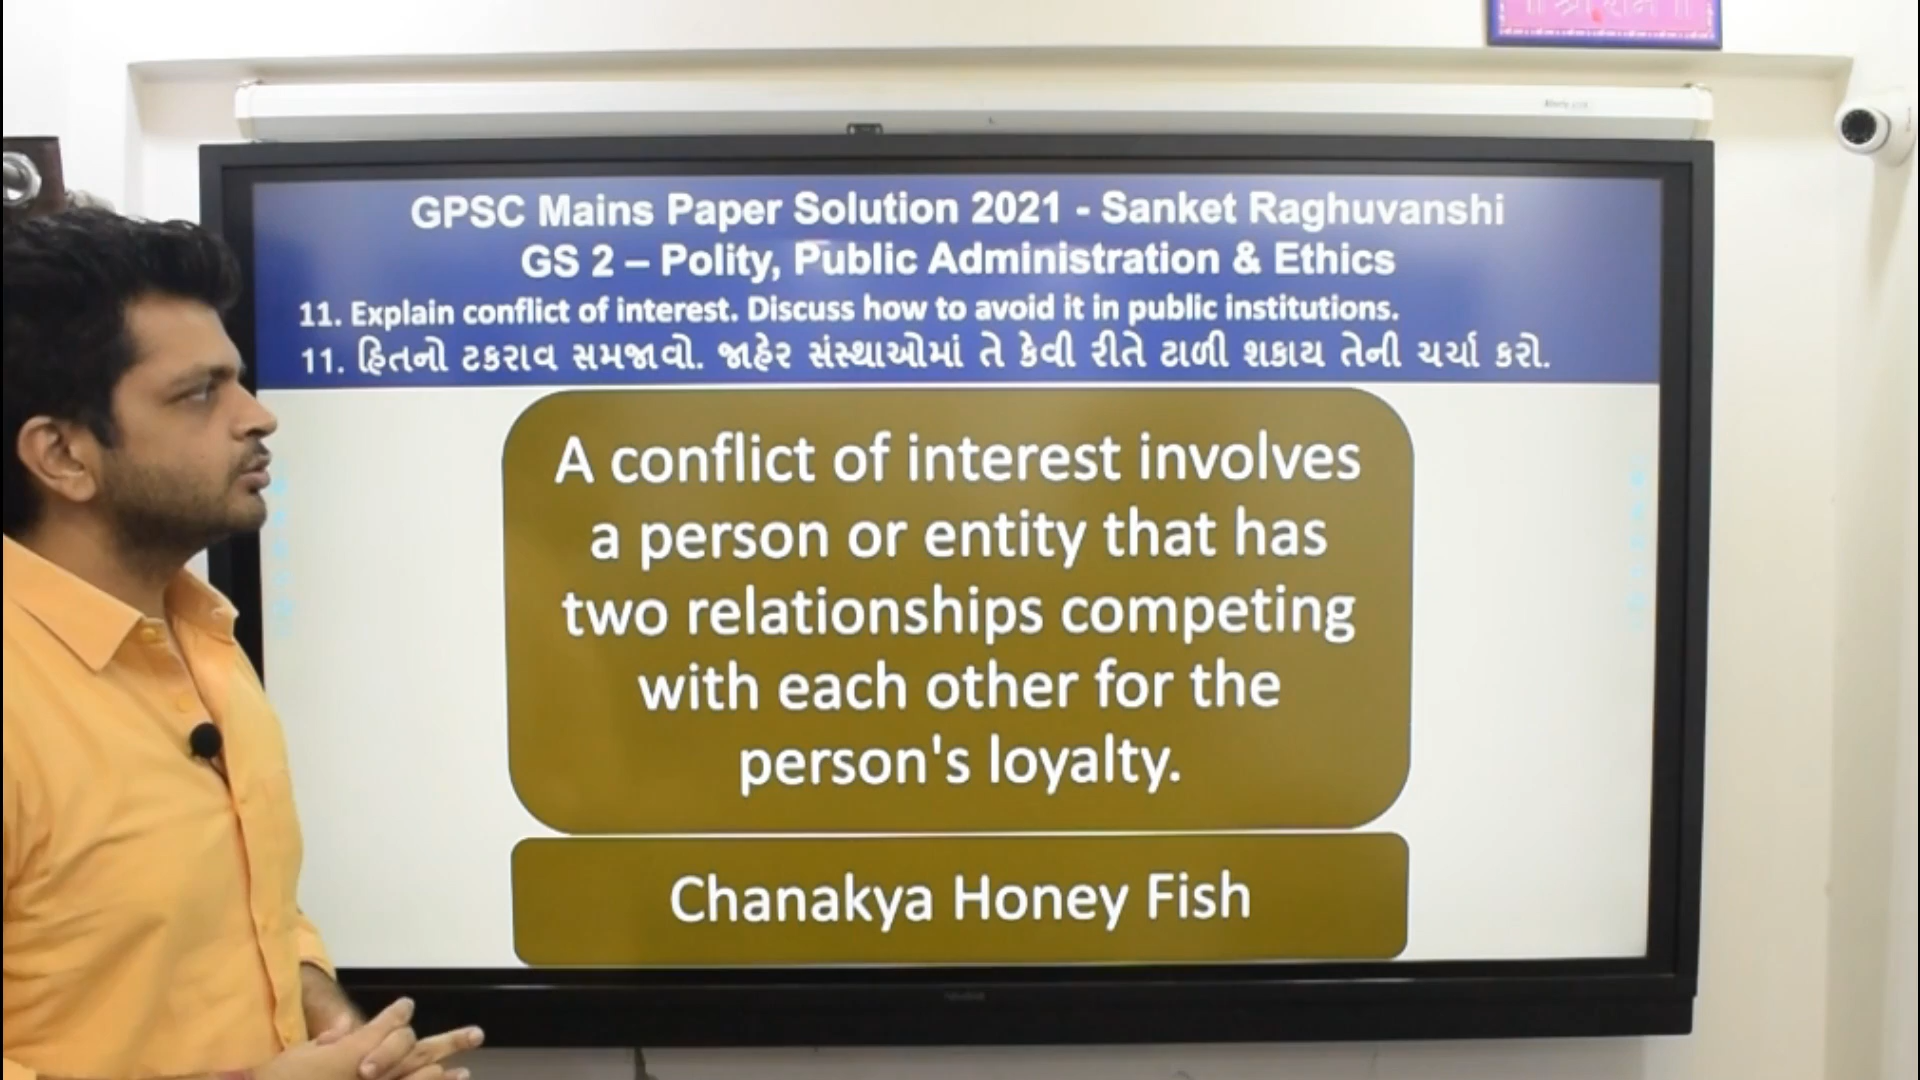 GPSC Mains Paper Solution 2021 - Sanket Raghuvanshi
GS 2 – Polity, Public Administration & Ethics
11. Explain conflict of interest. Discuss how to avoid it in public institutions.
11. હિતનો ટકરાવ સમજાવો. જાહેર સંસ્થાઓમાં તે કેવી રીતે ટાળી શકાય તેની ચર્ચા કરો.
A conflict of interest involves
a person or entity that has
two relationships competing
with each other for the
person's loyalty.
Chanakya Honey Fish